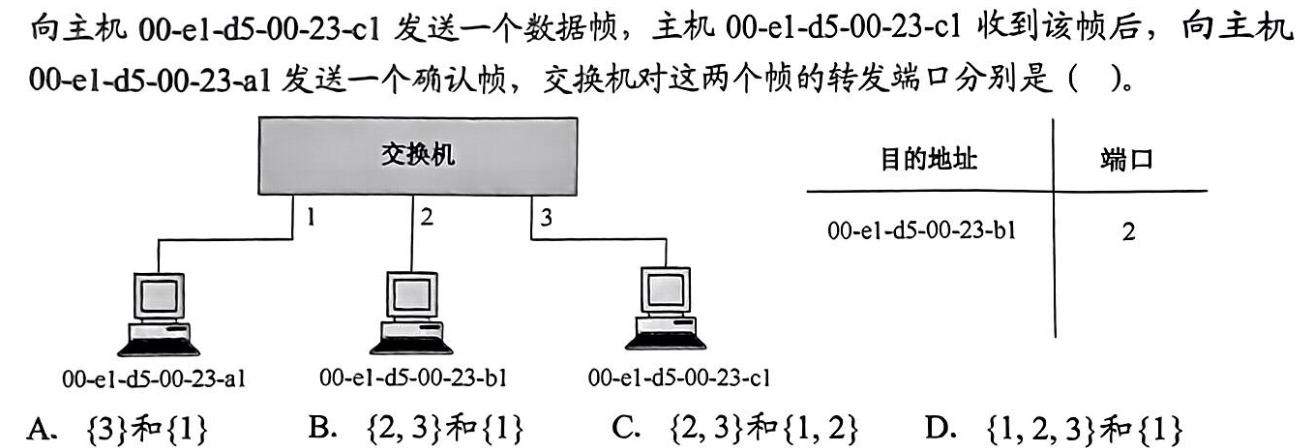 向主机 00-e1-d5-00-23-c1 发送一个数据帧，主机 00-e1-d5-00-23-c1 收到该帧后，向主机
00-e1-d5-00-23-a1 发送一个确认帧，交换机对这两个帧的转发端口分别是（ ）。
交换机
1 2 3
目的地址 端口
00-e1-d5-00-23-b1 2
00-e1-d5-00-23-a1 00-e1-d5-00-23-b1 00-e1-d5-00-23-c1
A. {3}和{1} B. {2, 3}和{1} C. {2, 3}和{1, 2} D. {1, 2, 3}和{1}